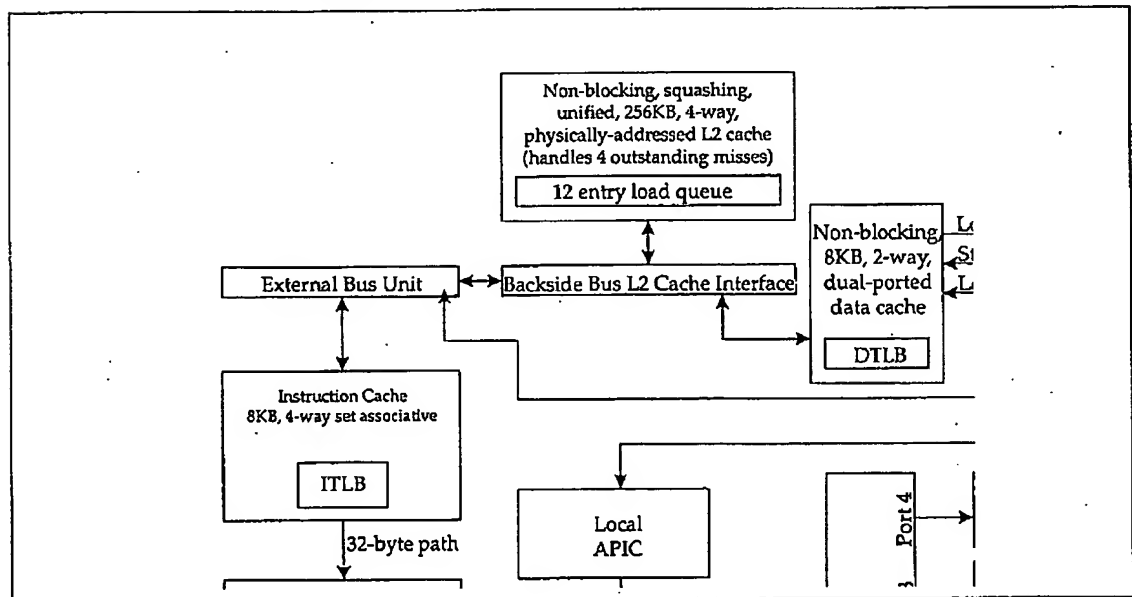 Non-blocking, squashing,
unified, 256KB, 4-way,
physically-addressed L2 cache
(handles 4 outstanding misses)
12 entry load queue
Non-blocking,
8KB, 2-way,
dual-ported
data cache
DTLB
External Bus Unit
Backside Bus L2 Cache Interface
Instruction Cache
8KB, 4-way set associative
ITLB
32-byte path
Local
APIC
Port 4